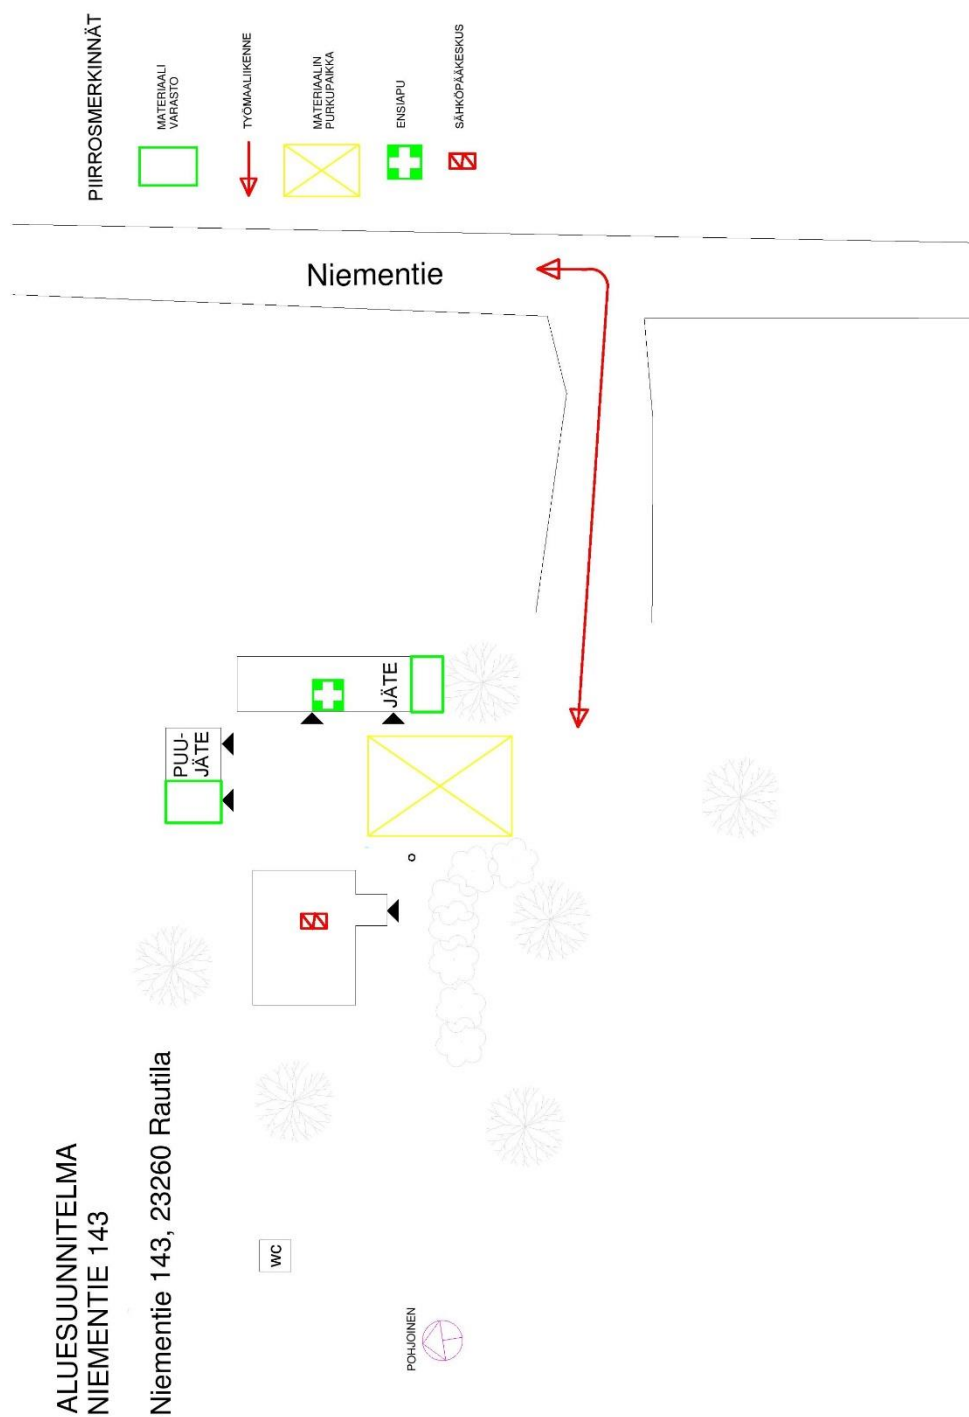 ALUESUUNNITELMA
NIEMENTIE 143
Niementie 143, 23260 Rautila
PIIRROSMERKINNÄT
MATERIAALI
VARASTO
TYÖMAALIIKENNE
MATERIAALIN
PURKUPAIKKA
ENSIAPU
SÄHKÖPÄÄKESKUS
Niementie
PUU-
JÄTE
JÄTE
WC
POHJOINEN